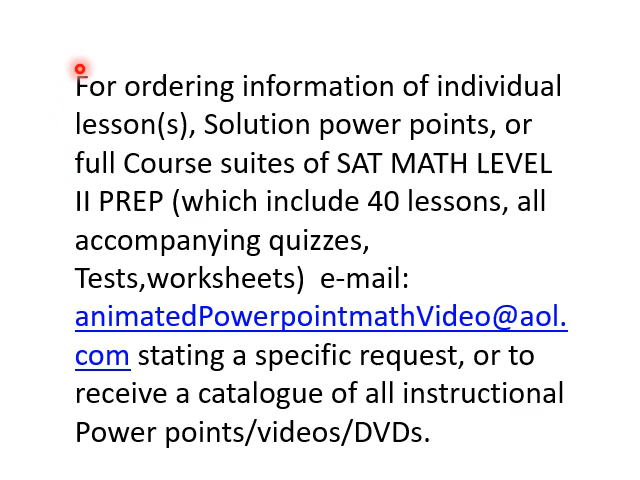 For ordering information of individual
lesson(s), Solution power points, or
full Course suites of SAT MATH LEVEL
II PREP (which include 40 lessons, all
accompanying quizzes,
Tests,worksheets)  e-mail:
animatedPowerpointmathVideo@aol.
com stating a specific request, or to
receive a catalogue of all instructional
Power points/videos/DVDs.